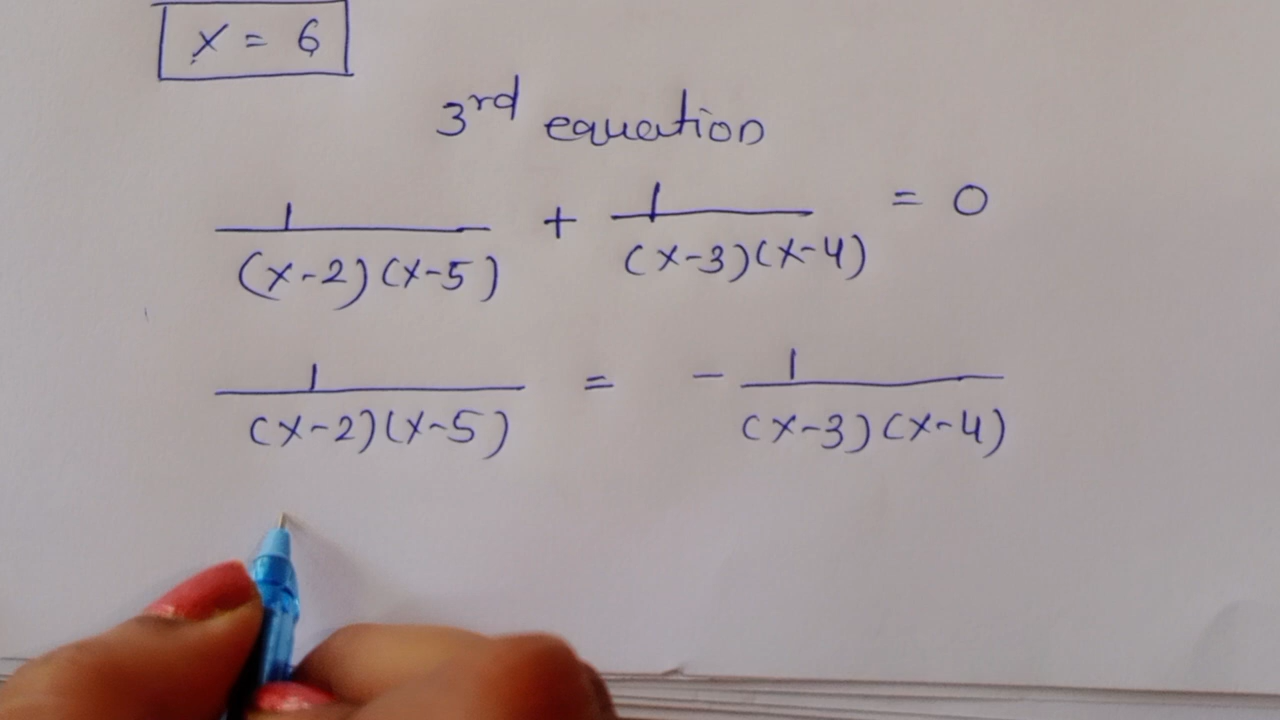 x = 6
3rd equation
1/((x-2)(x-5)) + 1/((x-3)(x-4)) = 0
1/((x-2)(x-5)) = - 1/((x-3)(x-4))